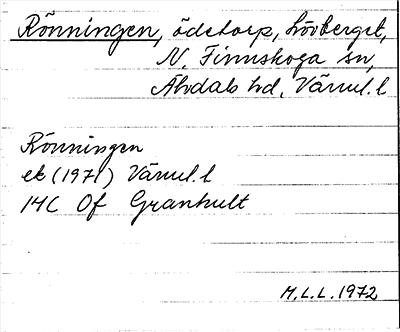 Rönningen, ödetorp, Lövberget,
N. Finnskoga sn,
Älvdals hd, Värml. l
Rönningen
ek (1971) Värml. l
14C Of Granhult
M.L.L. 1972